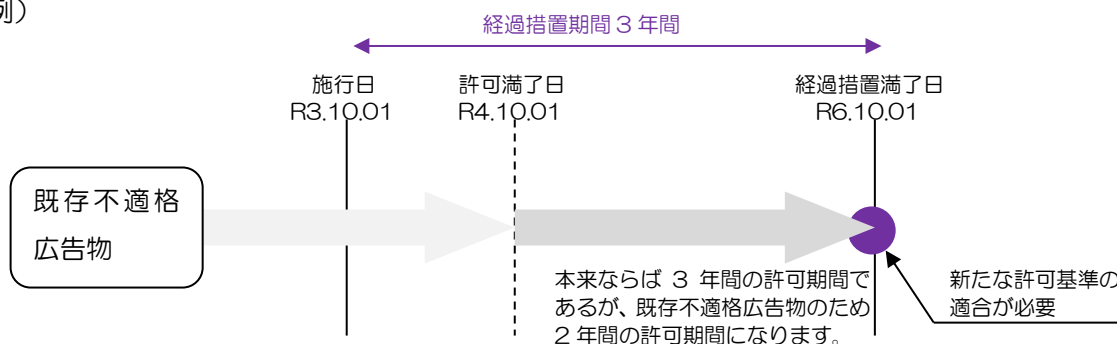 例）
経過措置期間３年間
施行日
R3.10.01
許可満了日
R4.10.01
経過措置満了日
R6.10.01
既存不適格
広告物
本来ならば ３ 年間の許可期間で
あるが、既存不適格広告物のため
２年間の許可期間になります。
新たな許可基準の
適合が必要